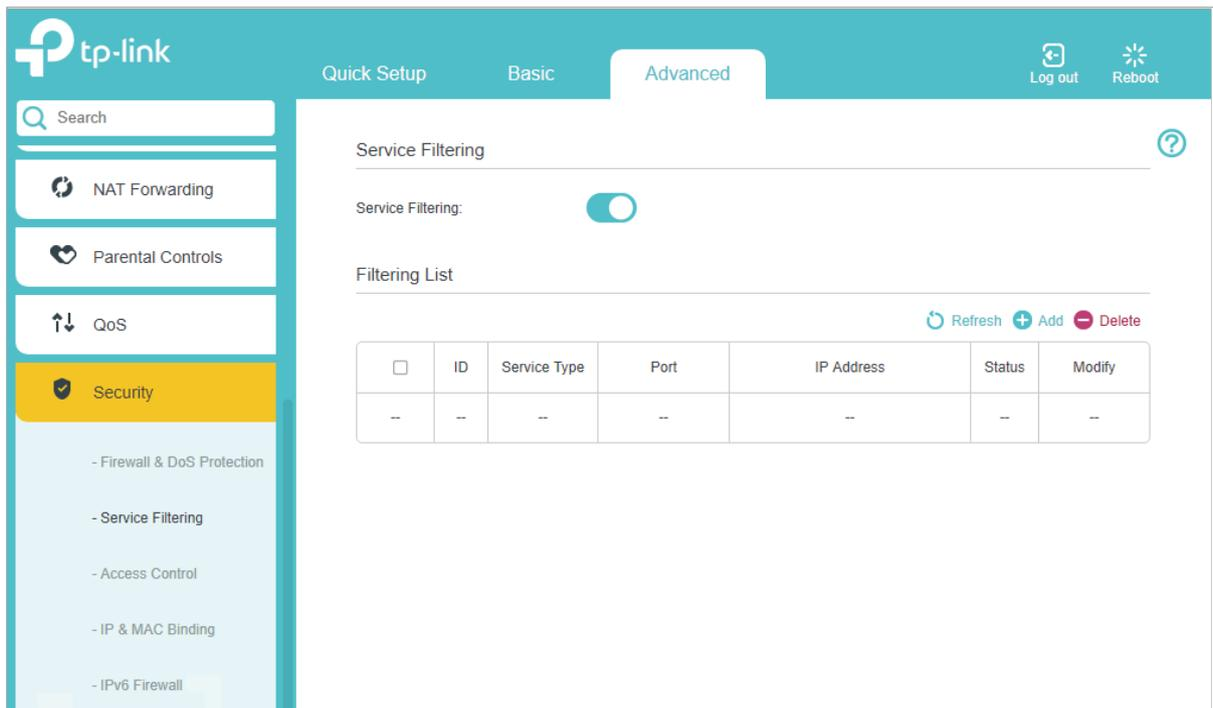 tp-link
Quick Setup Basic Advanced Log out Reboot
Search
NAT Forwarding
Parental Controls
QoS
Security
- Firewall & DoS Protection
- Service Filtering
- Access Control
- IP & MAC Binding
- IPv6 Firewall
Service Filtering
Service Filtering:
Filtering List
Refresh Add Delete
ID Service Type Port IP Address Status Modify
-- -- -- -- -- -- --